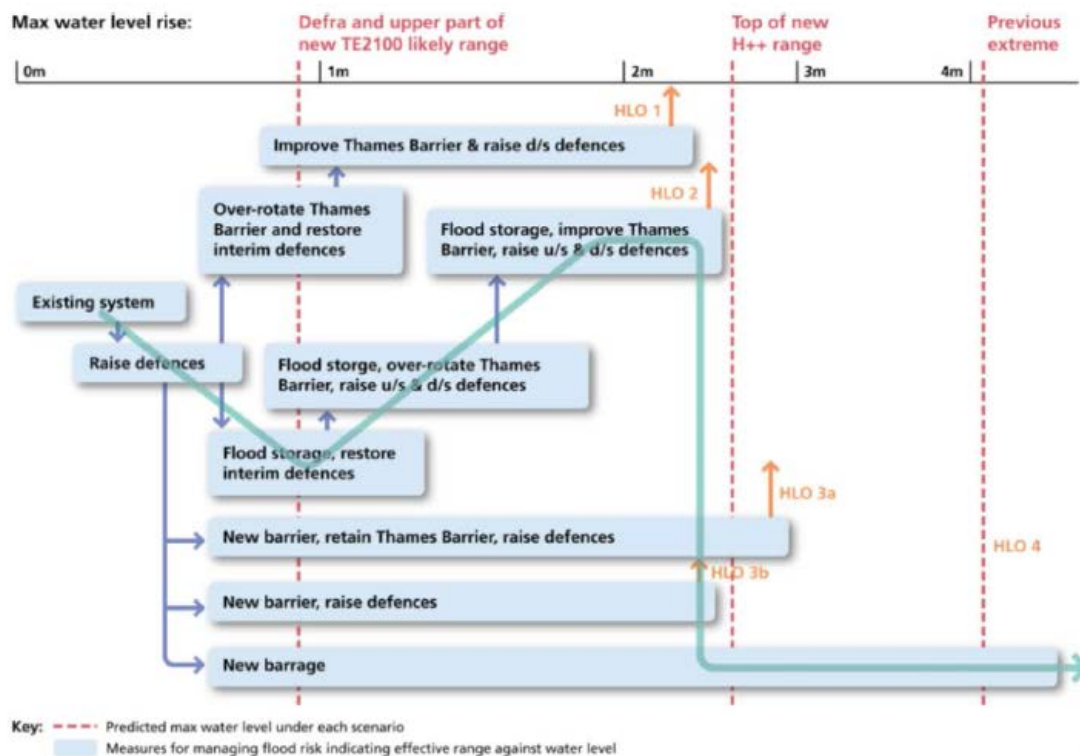 Max water level rise:
Defra and upper part of
new TE2100 likely range
Top of new
H++ range
Previous
extreme
0m
1m
2m
3m
4m
HLO 1
Improve Thames Barrier & raise d/s defences
HLO 2
Over-rotate Thames
Barrier and restore
interim defences
Flood storage, improve Thames
Barrier, raise u/s & d/s defences
Existing system
Raise defences
Flood storge, over-rotate Thames
Barrier, raise u/s & d/s defences
Flood storage, restore
interim defences
HLO 3a
New barrier, retain Thames Barrier, raise defences
HLO 4
HLO 3b
New barrier, raise defences
New barrage
Key:
Predicted max water level under each scenario
Measures for managing flood risk indicating effective range against water level